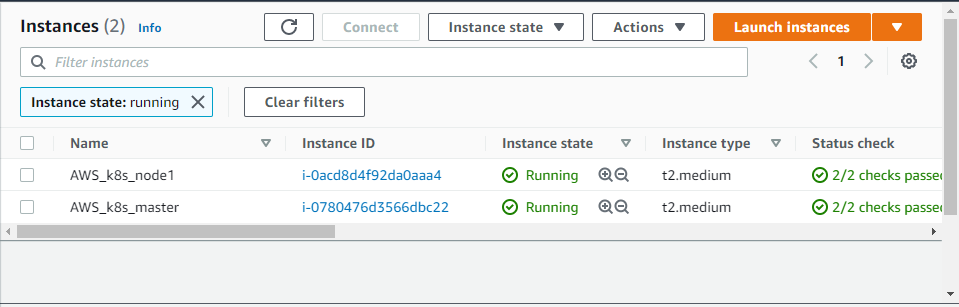 Instances (2) Info Connect Instance state Actions Launch instances
Filter instances 1
Instance state: running Clear filters
Name Instance ID Instance state Instance type Status check
AWS_k8s_node1 i-0acd8d4f92da0aaa4 Running t2.medium 2/2 checks passed
AWS_k8s_master i-0780476d3566dbc22 Running t2.medium 2/2 checks passed